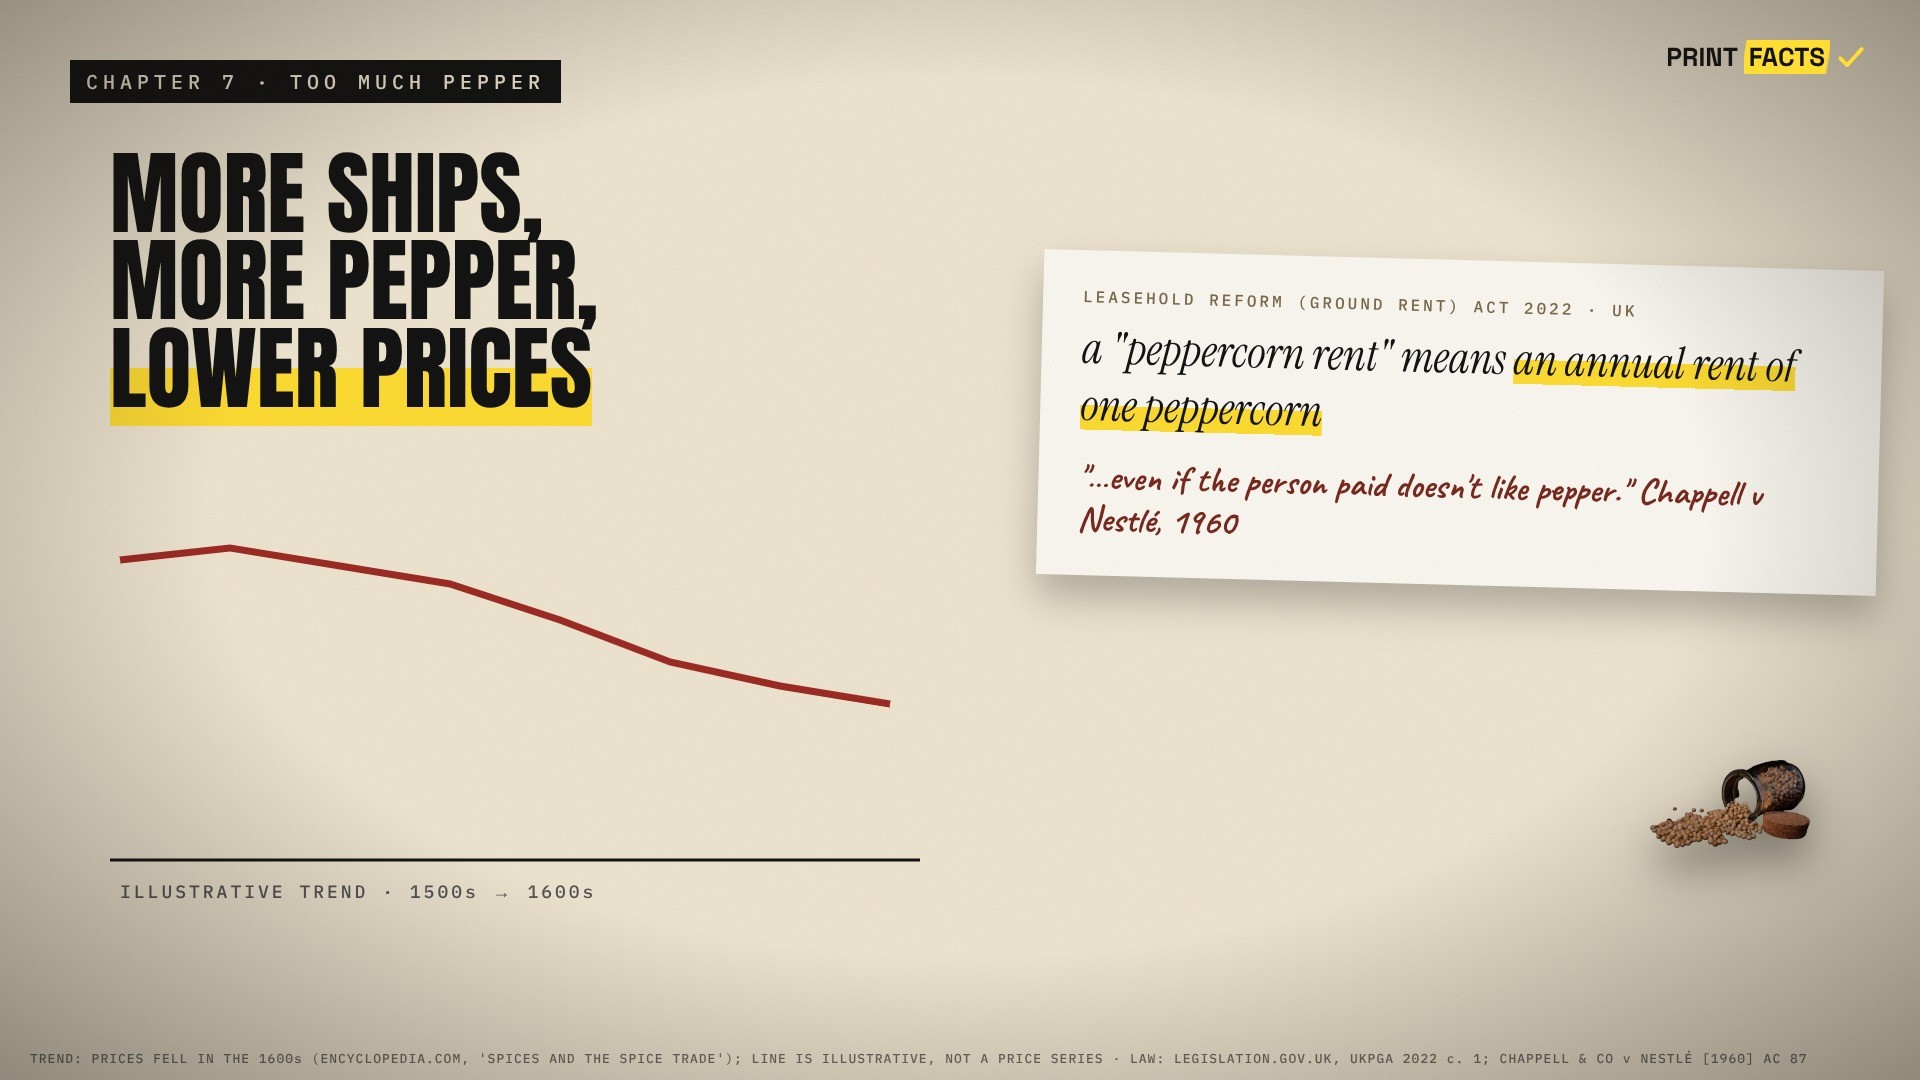 CHAPTER 7 · TOO MUCH PEPPER
PRINT FACTS
MORE SHIPS,
MORE PEPPER,
LOWER PRICES
LEASEHOLD REFORM (GROUND RENT) ACT 2022 · UK
a "peppercorn rent" means an annual rent of
one peppercorn
"...even if the person paid doesn't like pepper." Chappell v
Nestlé, 1960
ILLUSTRATIVE TREND · 1500s → 1600s
TREND: PRICES FELL IN THE 1600s (ENCYCLOPEDIA.COM, 'SPICES AND THE SPICE TRADE'); LINE IS ILLUSTRATIVE, NOT A PRICE SERIES · LAW: LEGISLATION.GOV.UK, UKPGA 2022 c. 1; CHAPPELL & CO v NESTLÉ [1960] AC 87